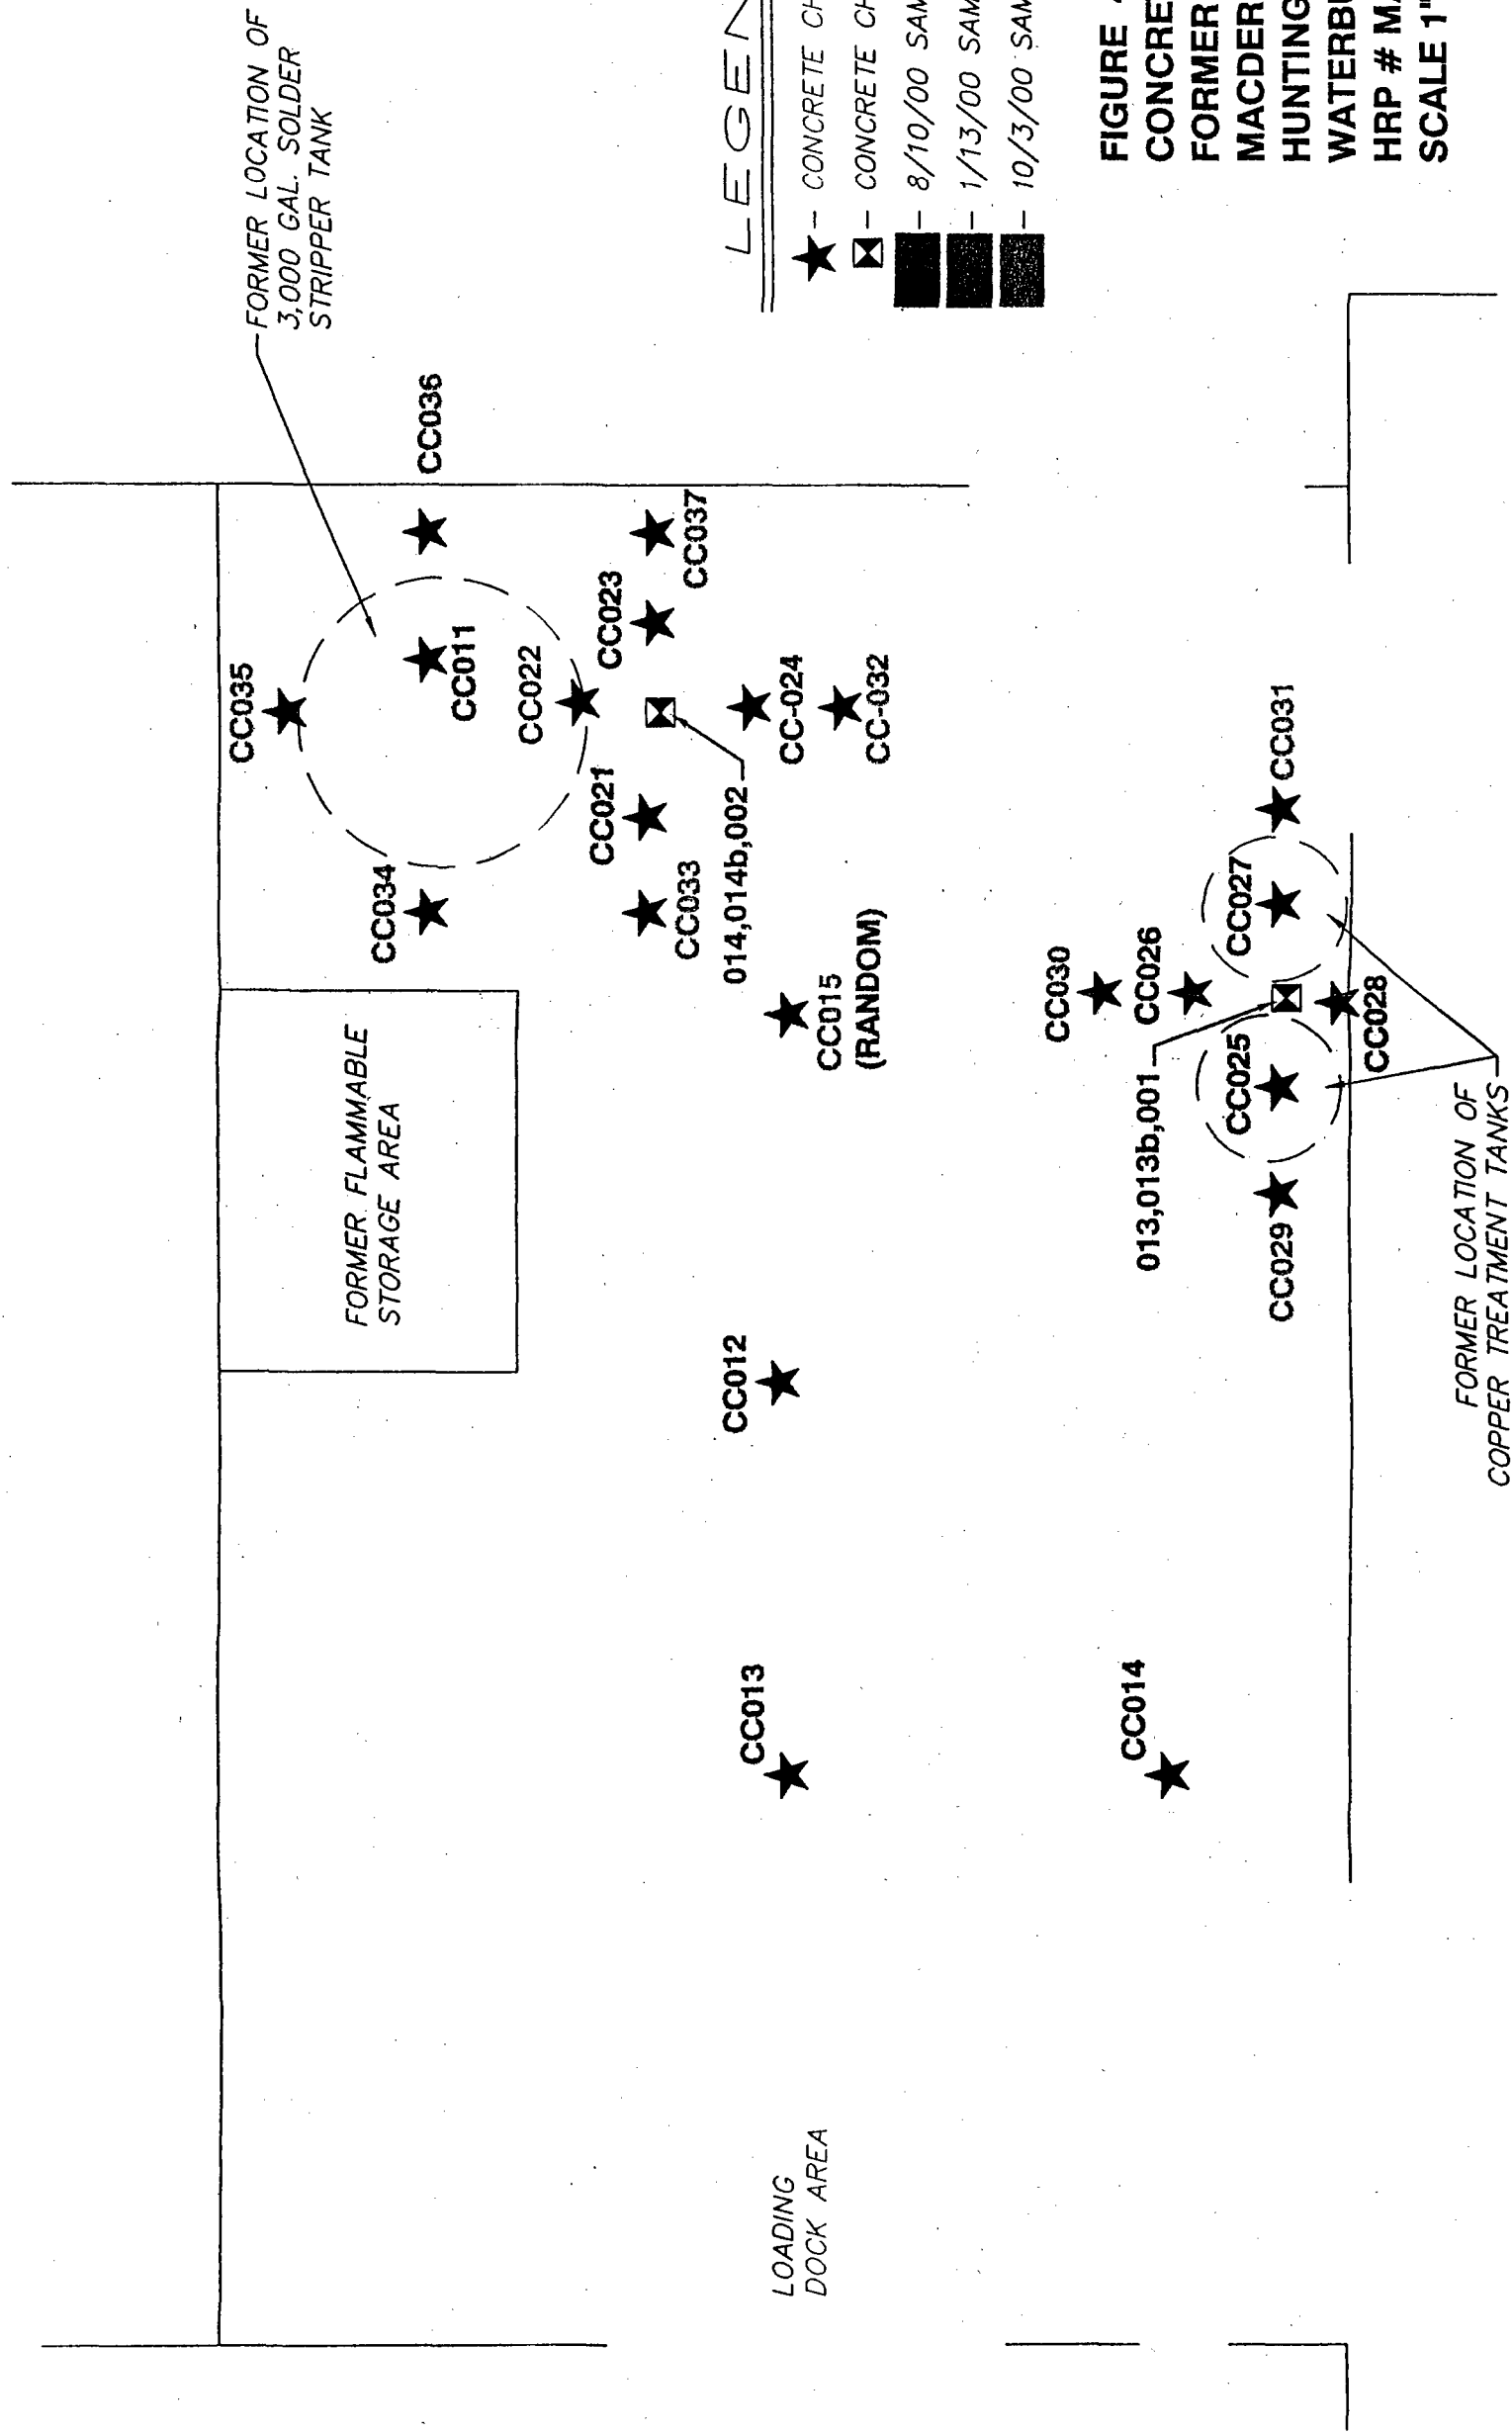 FORMER LOCATION OF
3,000 GAL. SOLDER
STRIPPER TANK
CC035
CC036
CC034
CC011
CC022
CC021
CC023
CC033
CC037
014,014b,002
CC-024
CC-032
FORMER FLAMMABLE
STORAGE AREA
CC015
(RANDOM)
CC012
CC013
CC014
LOADING
DOCK AREA
CC030
CC026
013,013b,001
CC025
CC027
CC029
CC031
CC028
FORMER LOCATION OF
COPPER TREATMENT TANKS
LEGEN
- CONCRETE CH
- CONCRETE CH
- 8/10/00 SAM
- 1/13/00 SAM
- 10/3/00 SAM
FIGURE
CONCRE
FORMER
MACDER
HUNTING
WATERBU
HRP # MA
SCALE 1"